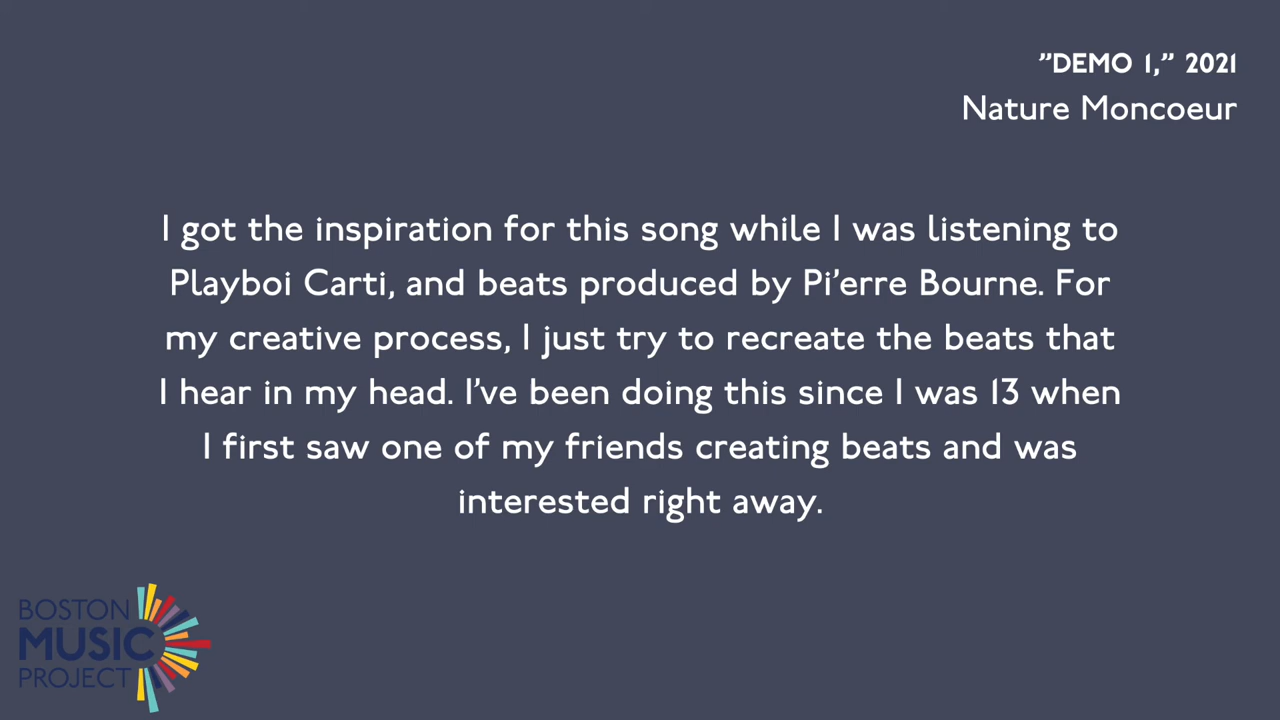 ”DEMO 1,” 2021
Nature Moncoeur
I got the inspiration for this song while I was listening to
Playboi Carti, and beats produced by Pi’erre Bourne. For
my creative process, I just try to recreate the beats that
I hear in my head. I’ve been doing this since I was 13 when
I first saw one of my friends creating beats and was
interested right away.
BOSTON
MUSIC
PROJECT